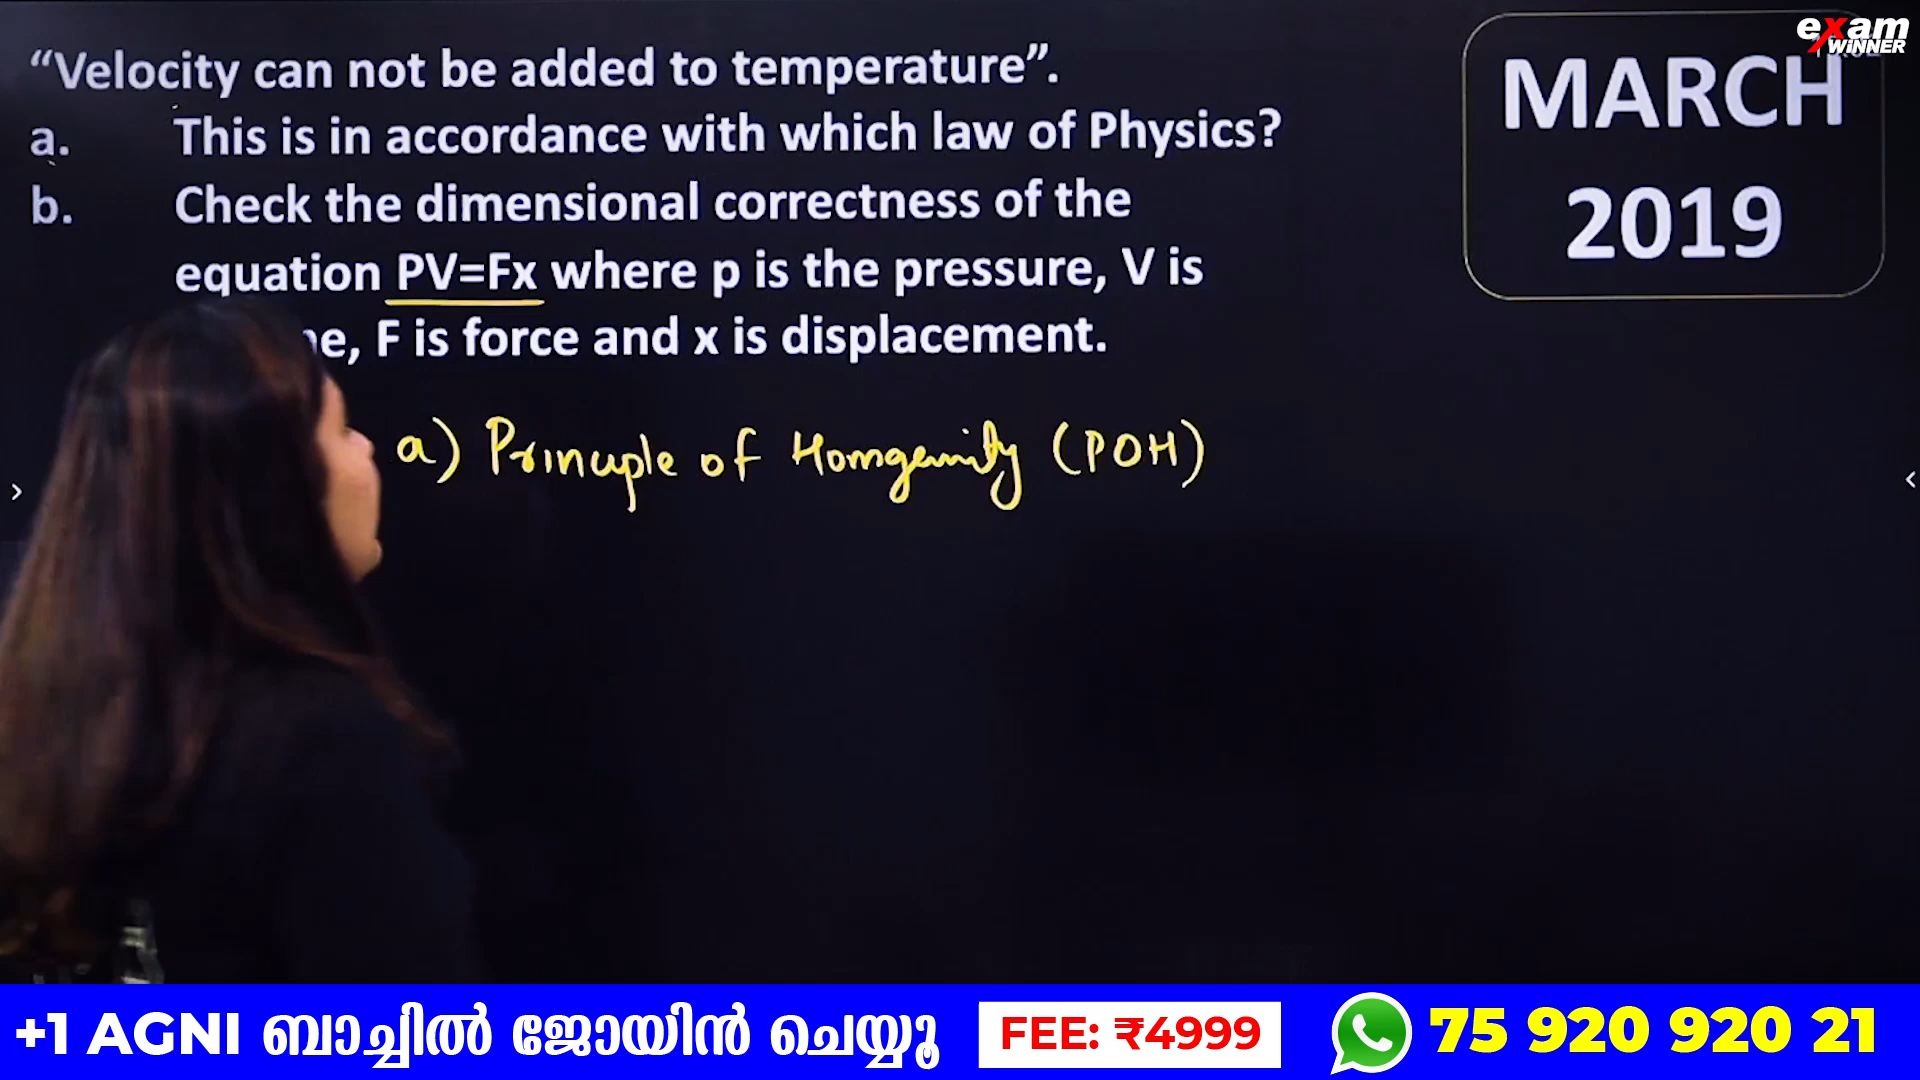 exam
WINNER
“Velocity can not be added to temperature”.
a. This is in accordance with which law of Physics?
b. Check the dimensional correctness of the
equation PV=Fx where p is the pressure, V is
e, F is force and x is displacement.
MARCH
2019
a) Principle of Homgenity (POH)
+1 AGNI ബാച്ചിൽ ജോയിൻ ചെയ്യൂ
FEE: ₹4999
75 920 920 21